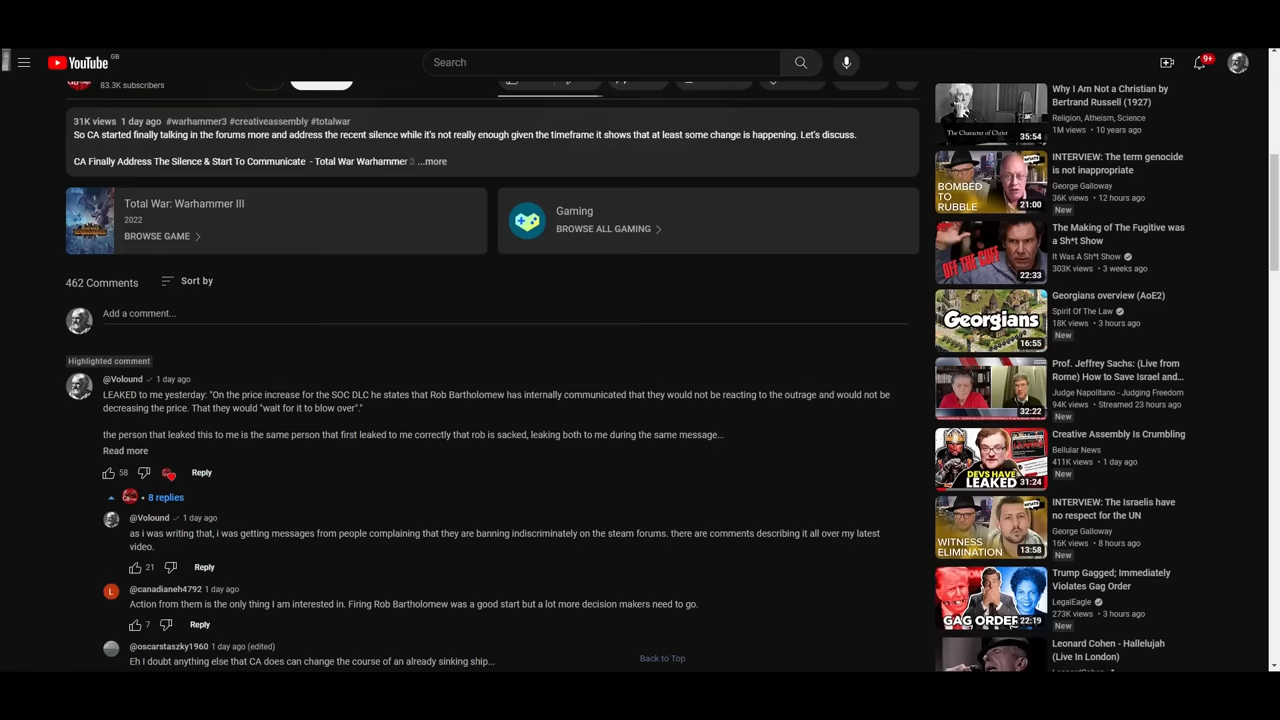 YouTube GB
Search
9+
83.3K subscribers
31K views 1 day ago #warhammer3 #creativeassembly #totalwar
So CA started finally talking in the forums more and address the recent silence while it's not really enough given the timeframe it shows that at least some change is happening. Let's discuss.
CA Finally Address The Silence & Start To Communicate - Total War Warhammer 3 ...more
Total War: Warhammer III
2022
BROWSE GAME
Gaming
BROWSE ALL GAMING
462 Comments
Sort by
Add a comment...
Highlighted comment
@Volound 1 day ago
LEAKED to me yesterday: "On the price increase for the SOC DLC he states that Rob Bartholomew has internally communicated that they would not be reacting to the outrage and would not be
decreasing the price. That they would "wait for it to blow over"."
the person that leaked this to me is the same person that first leaked to me correctly that rob is sacked, leaking both to me during the same message...
Read more
58
Reply
8 replies
@Volound 1 day ago
as i was writing that, i was getting messages from people complaining that they are banning indiscriminately on the steam forums. there are comments describing it all over my latest
video.
21
Reply
L
@canadianeh4792 1 day ago
Action from them is the only thing I am interested in. Firing Rob Bartholomew was a good start but a lot more decision makers need to go.
7
Reply
@oscarstaszky1960 1 day ago (edited)
Eh I doubt anything else that CA does can change the course of an already sinking ship...
Back to Top
The Character of Christ
35:54
Why I Am Not a Christian by
Bertrand Russell (1927)
Religion, Atheism, Science
1M views • 10 years ago
BOMBED
TO
RUBBLE
21:00
INTERVIEW: The term genocide
is not inappropriate
George Galloway
36K views • 12 hours ago
New
OFF THE CUFF
22:33
The Making of The Fugitive was
a Sh*t Show
It Was A Sh*t Show
303K views • 3 weeks ago
Georgians
16:55
Georgians overview (AoE2)
Spirit Of The Law
18K views • 3 hours ago
New
32:22
Prof. Jeffrey Sachs: (Live from
Rome) How to Save Israel and...
Judge Napolitano - Judging Freedom
94K views • Streamed 23 hours ago
DEVS HAVE
LEAKED
31:24
Creative Assembly Is Crumbling
Bellular News
411K views • 1 day ago
New
WITNESS
ELIMINATION
13:58
INTERVIEW: The Israelis have
no respect for the UN
George Galloway
16K views • 8 hours ago
New
GAG ORDER
22:19
Trump Gagged; Immediately
Violates Gag Order
LegalEagle
273K views • 3 hours ago
New
Leonard Cohen - Hallelujah
(Live In London)